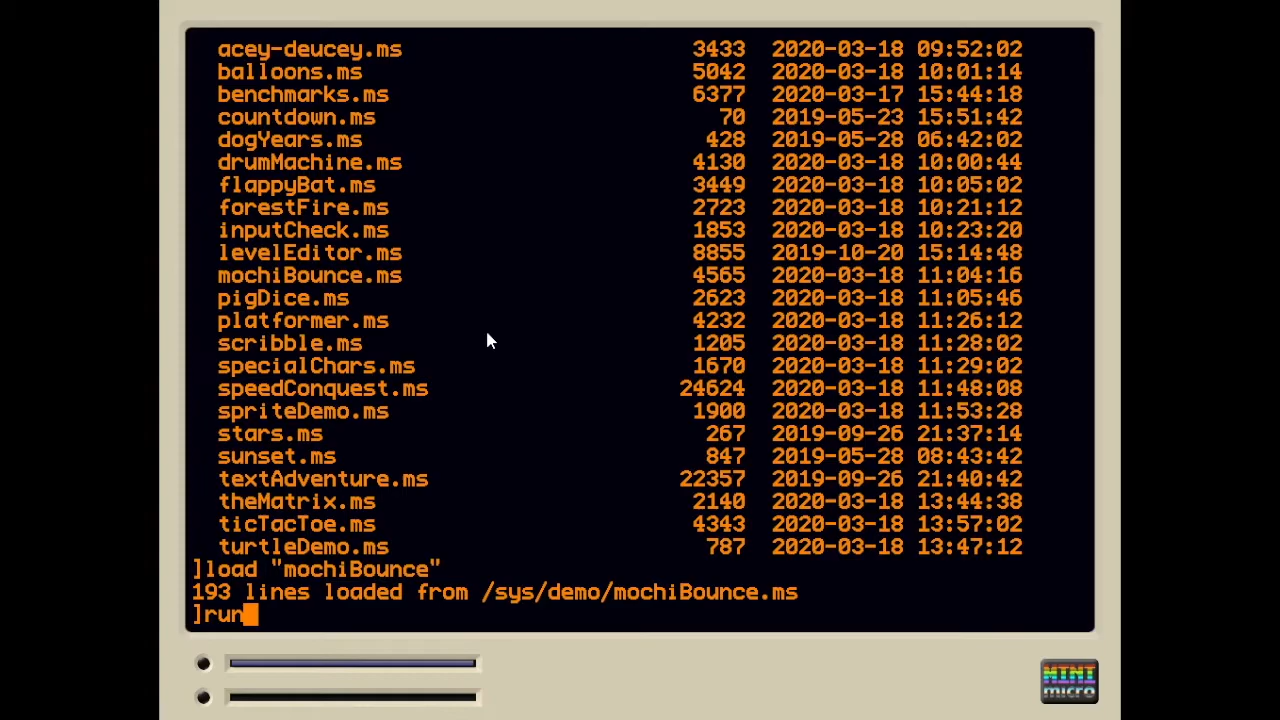 acey-deucey.ms 3433 2020-03-18 09:52:02
balloons.ms 5042 2020-03-18 10:01:14
benchmarks.ms 6377 2020-03-17 15:44:18
countdown.ms 70 2019-05-23 15:51:42
dogYears.ms 428 2019-05-28 06:42:02
drumMachine.ms 4130 2020-03-18 10:00:44
flappyBat.ms 3449 2020-03-18 10:05:02
forestFire.ms 2723 2020-03-18 10:21:12
inputCheck.ms 1853 2020-03-18 10:23:20
levelEditor.ms 8855 2019-10-20 15:14:48
mochiBounce.ms 4565 2020-03-18 11:04:16
pigDice.ms 2623 2020-03-18 11:05:46
platformer.ms 4232 2020-03-18 11:26:12
scribble.ms 1205 2020-03-18 11:28:02
specialChars.ms 1670 2020-03-18 11:29:02
speedConquest.ms 24624 2020-03-18 11:48:08
spriteDemo.ms 1900 2020-03-18 11:53:28
stars.ms 267 2019-09-26 21:37:14
sunset.ms 847 2019-05-28 08:43:42
textAdventure.ms 22357 2019-09-26 21:40:42
theMatrix.ms 2140 2020-03-18 13:44:38
ticTacToe.ms 4343 2020-03-18 13:57:02
turtleDemo.ms 787 2020-03-18 13:47:12
]load "mochiBounce"
193 lines loaded from /sys/demo/mochiBounce.ms
]run
MINI
micro